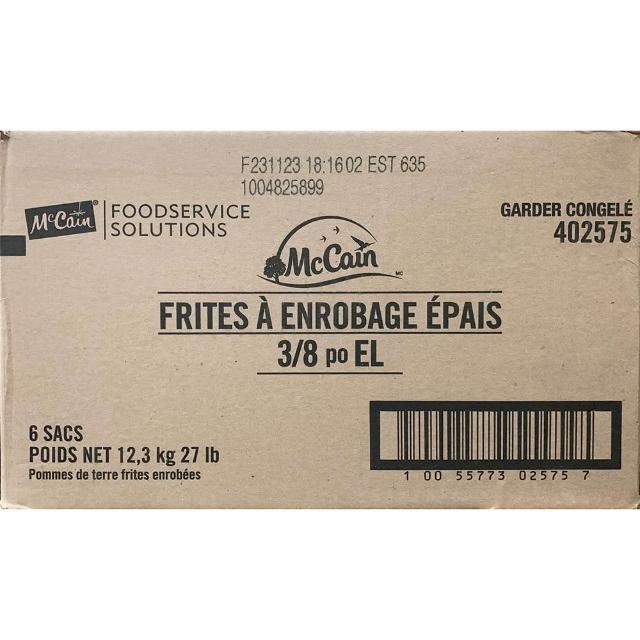 F231123 18:1602 EST 635
1004825899
McCain
FOODSERVICE
SOLUTIONS
GARDER CONGELÉ
402575
McCain
MC
FRITES À ENROBAGE ÉPAIS
3/8 po EL
6 SACS
POIDS NET 12,3 kg 27 lb
Pommes de terre frites enrobées
1 00 55773 02575 7